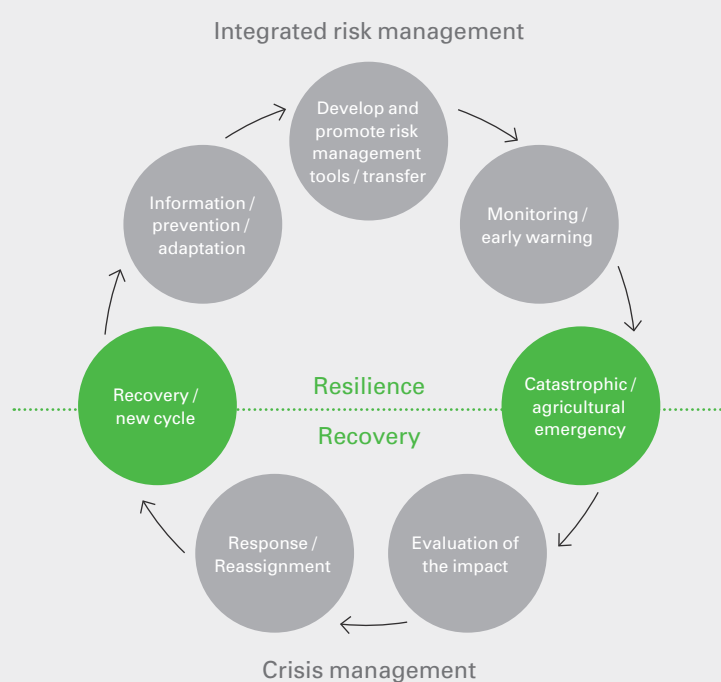 Integrated risk management
Develop and
promote risk
management
tools / transfer
Information /
prevention /
adaptation
Monitoring /
early warning
Recovery /
new cycle
Resilience
Recovery
Catastrophic /
agricultural
emergency
Response /
Reassignment
Evaluation of
the impact
Crisis management